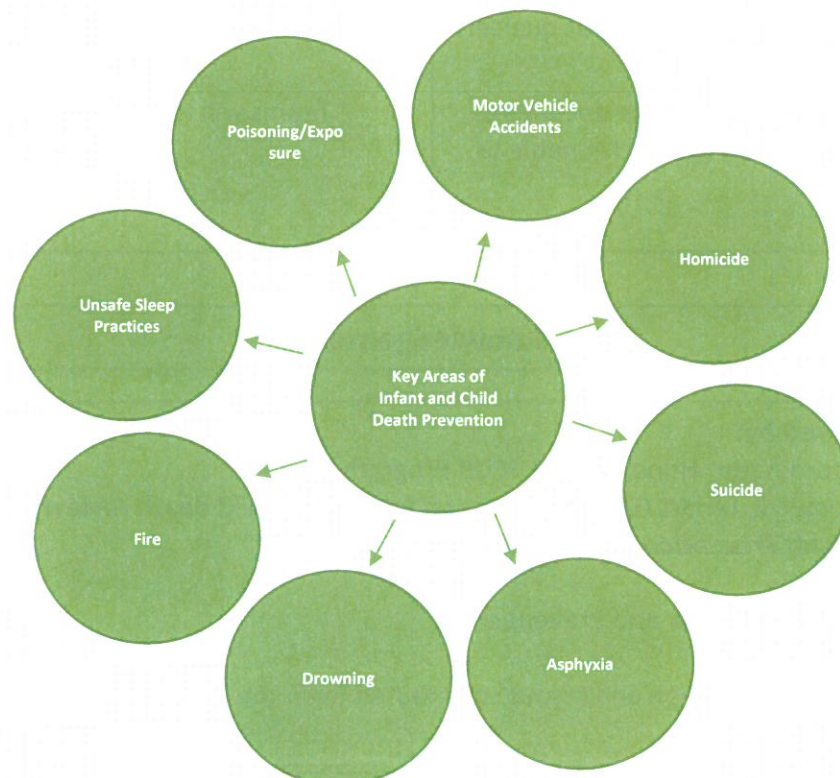 Motor Vehicle
Accidents
Poisoning/Expo
sure
Homicide
Unsafe Sleep
Practices
Key Areas of
Infant and Child
Death Prevention
Suicide
Fire
Asphyxia
Drowning